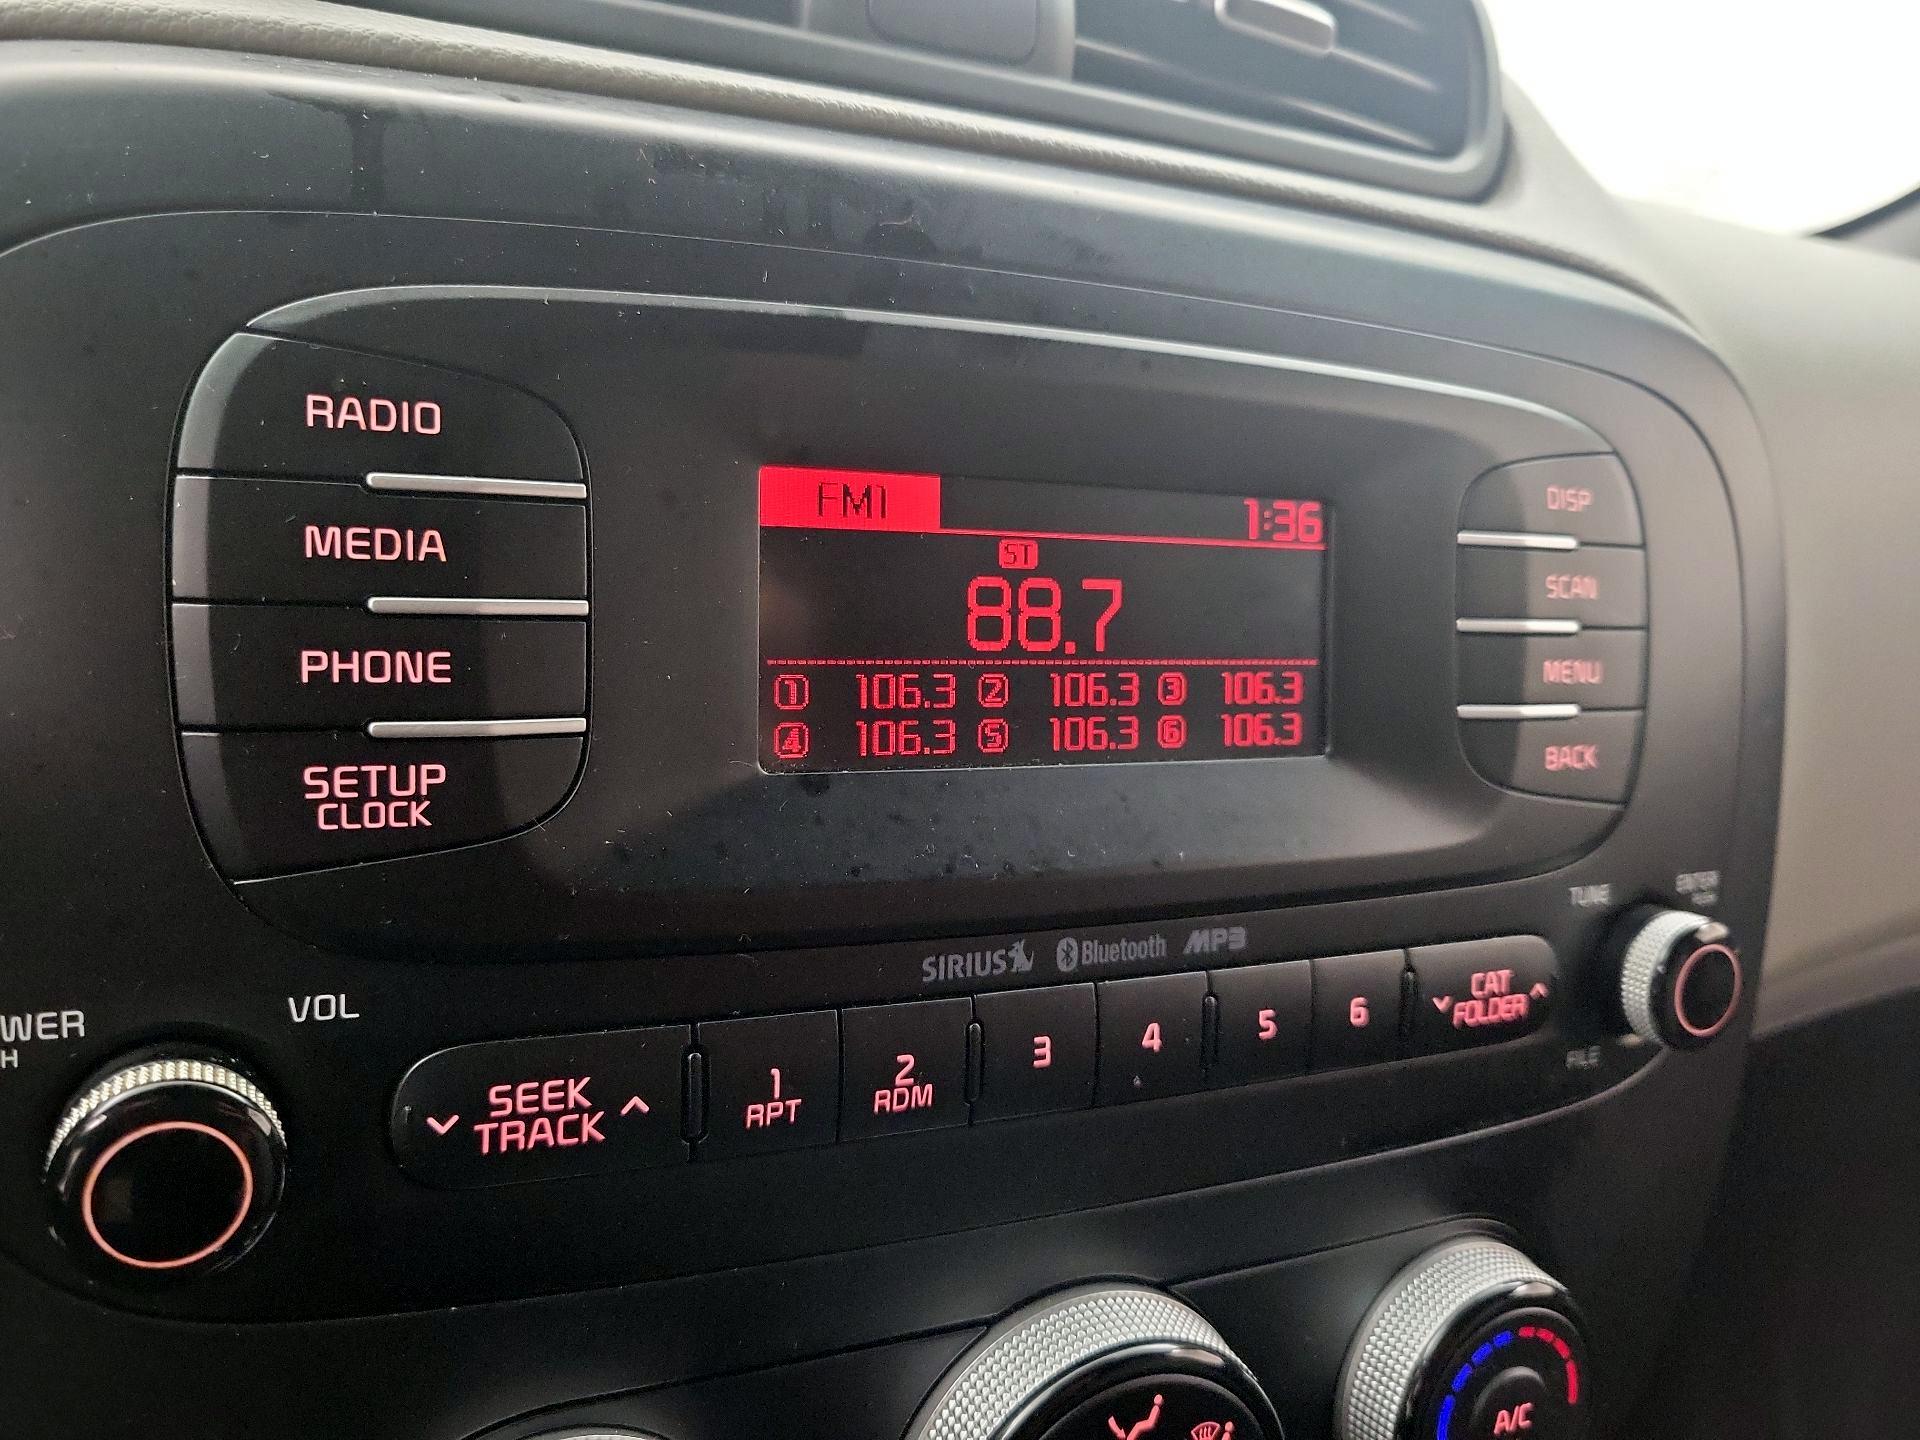 RADIO
MEDIA
PHONE
SETUP
CLOCK
FM1 1:36
ST
88.7
1 106.3 2 106.3 3 106.3
4 106.3 5 106.3 6 106.3
DISP
SCAN
MENU
BACK
SIRIUS Bluetooth MP3
TUNE
ENTER
FILE
WER
H
VOL
SEEK
TRACK
1
RPT
2
RDM
3
4
5
6
CAT
FOLDER
A/C